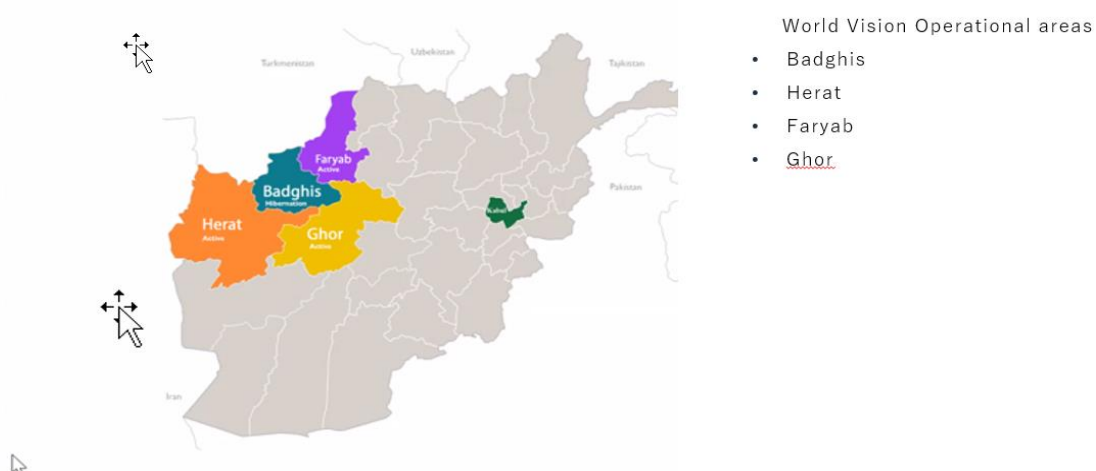 World Vision Operational areas
• Badghis
• Herat
• Faryab
• Ghor
Uzbekistan
Turkmenistan
Tajikistan
Faryab
Active
Badghis
Hibernation
Pakistan
Kabul
Herat
Active
Ghor
Active
Iran